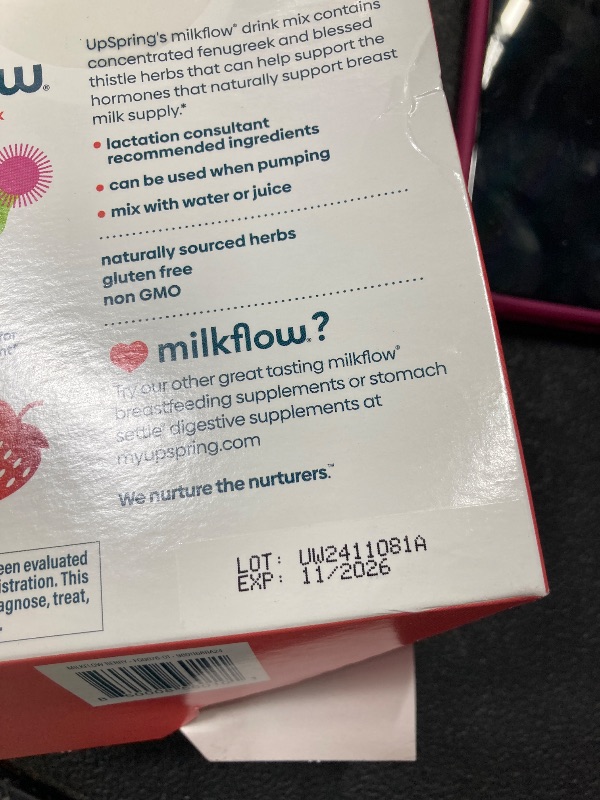 w®
UpSpring's milkflow® drink mix contains
concentrated fenugreek and blessed
thistle herbs that can help support the
hormones that naturally support breast
milk supply.*
• lactation consultant
recommended ingredients
• can be used when pumping
• mix with water or juice
naturally sourced herbs
gluten free
non GMO
milkflow®?
Try our other great tasting milkflow®
breastfeeding supplements or stomach
settle® digestive supplements at
myupspring.com
We nurture the nurturers.™
een evaluated
istration. This
agnose, treat,
LOT: UW2411081A
EXP: 11/2026
MILKFLOW BERRY